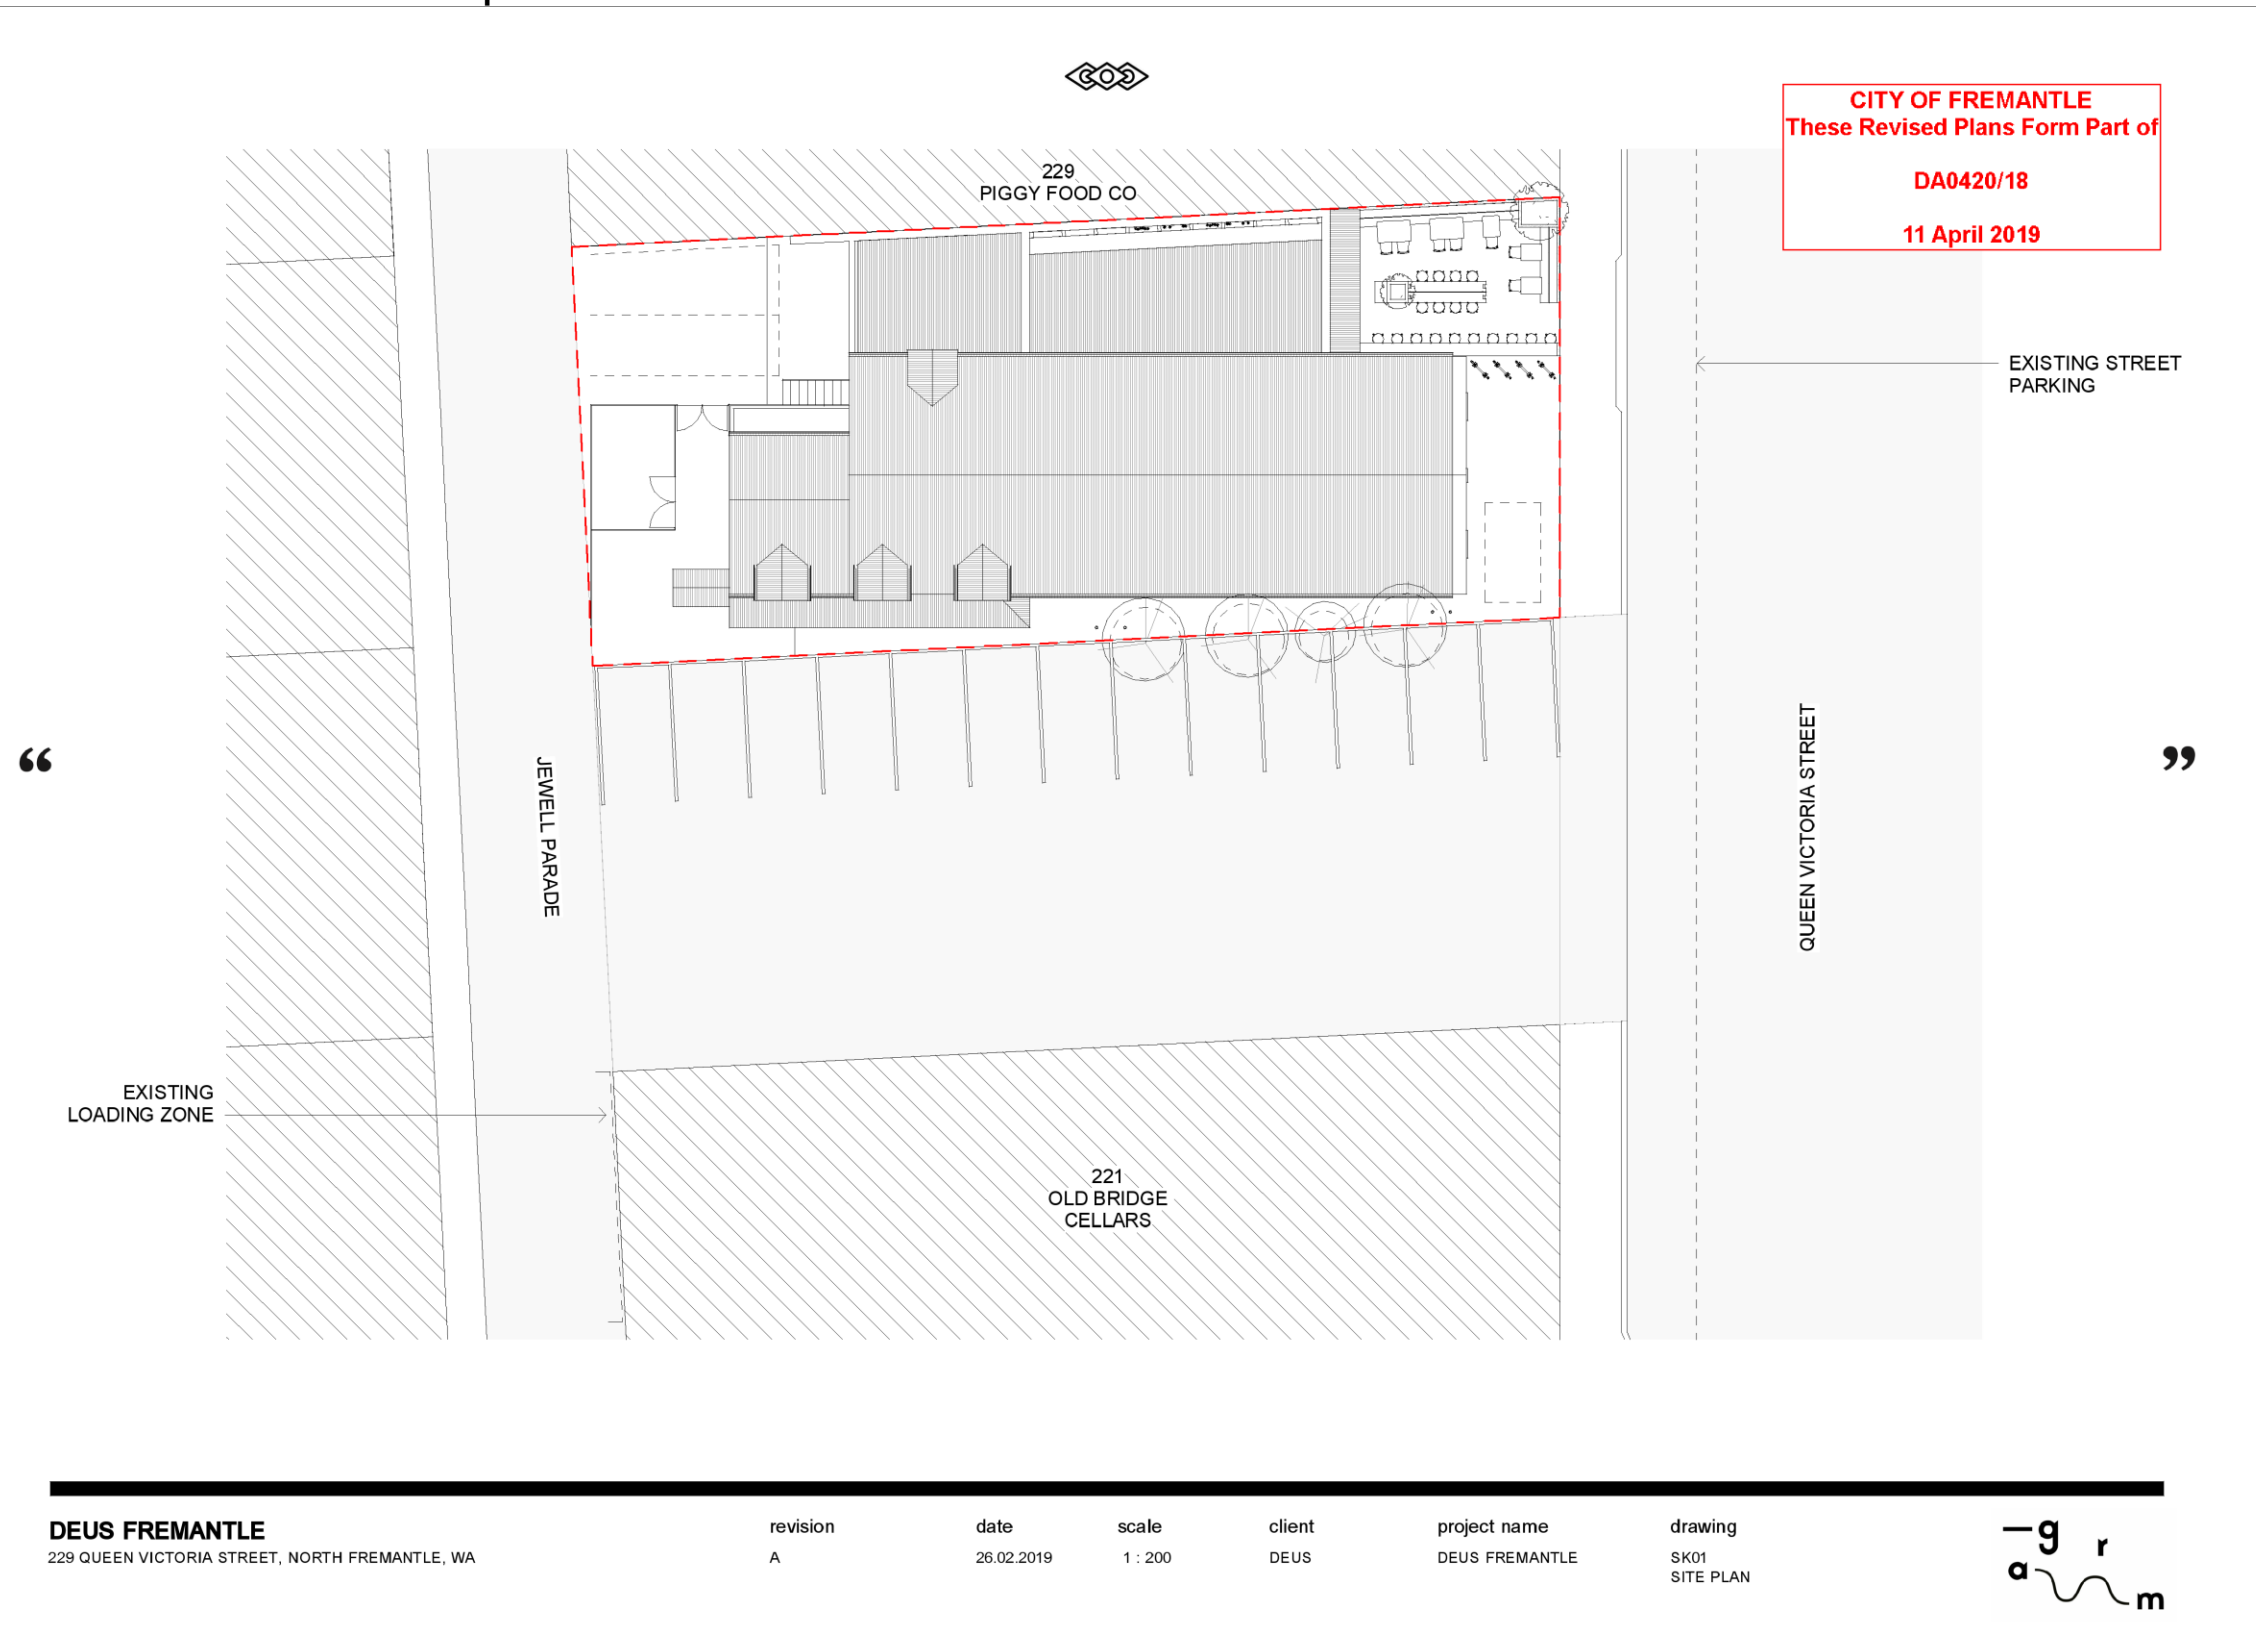 CITY OF FREMANTLE
These Revised Plans Form Part of
DA0420/18
11 April 2019
229
PIGGY FOOD CO
EXISTING STREET
PARKING
“
”
JEWELL PARADE
QUEEN VICTORIA STREET
EXISTING
LOADING ZONE
221
OLD BRIDGE
CELLARS
DEUS FREMANTLE
229 QUEEN VICTORIA STREET, NORTH FREMANTLE, WA
revision
A
date
26.02.2019
scale
1 : 200
client
DEUS
project name
DEUS FREMANTLE
drawing
SK01
SITE PLAN
g
r
a
m